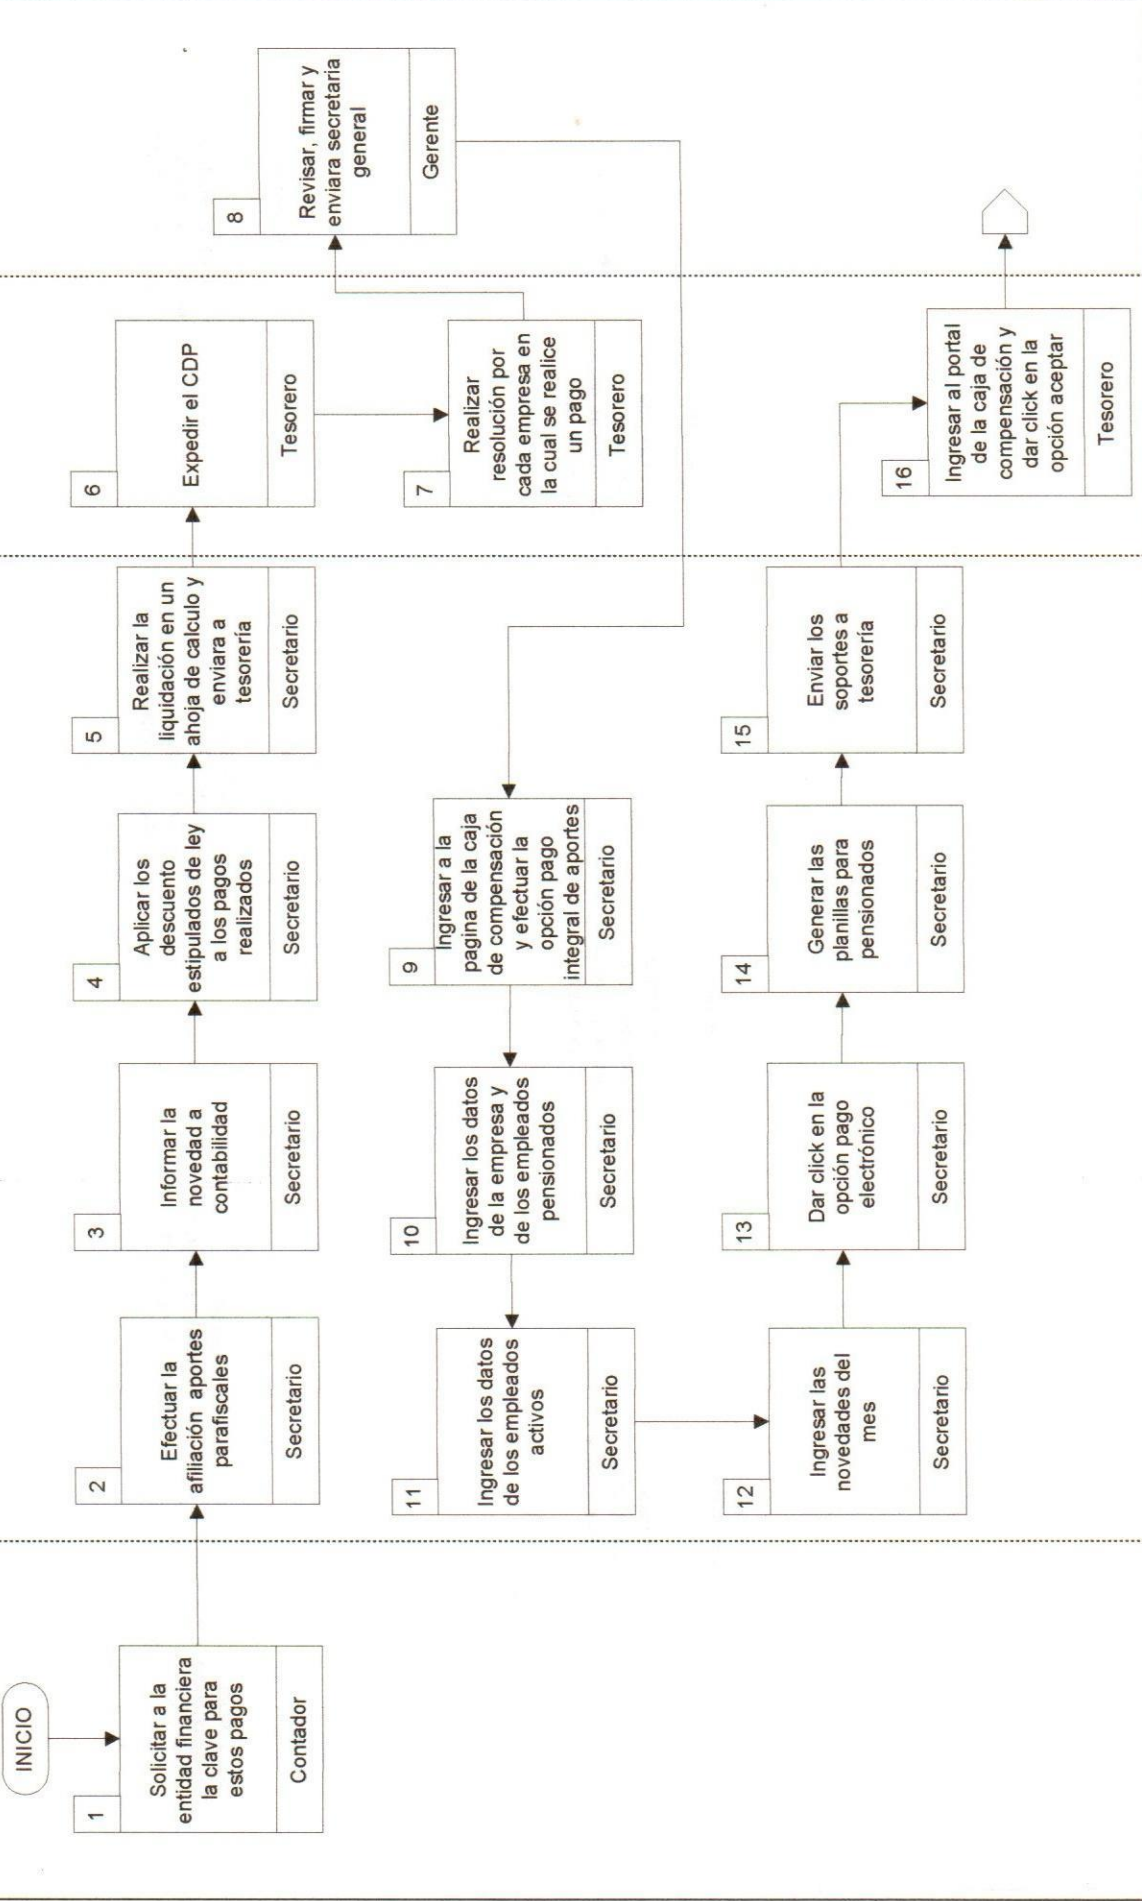 INICIO
1
Solicitar a la
entidad financiera
la clave para
estos pagos
Contador
2
Efectuar la
afiliación aportes
parafiscales
Secretario
3
Informar la
novedad a
contabilidad
Secretario
4
Aplicar los
descuento
estipulados de ley
a los pagos
realizados
Secretario
5
Realizar la
liquidación en un
ahoja de calculo y
enviara a
tesorería
Secretario
6
Expedir el CDP
Tesorero
7
Realizar
resolución por
cada empresa en
la cual se realice
un pago
Tesorero
8
Revisar, firmar y
enviara secretaria
general
Gerente
9
Ingresar a la
pagina de la caja
de compensación
y efectuar la
opción pago
integral de aportes
Secretario
10
Ingresar los datos
de la empresa y
de los empleados
pensionados
Secretario
11
Ingresar los datos
de los empleados
activos
Secretario
12
Ingresar las
novedades del
mes
Secretario
13
Dar click en la
opción pago
electrónico
Secretario
14
Generar las
planillas para
pensionados
Secretario
15
Enviar los
soportes a
tesorería
Secretario
16
Ingresar al portal
de la caja de
compensación y
dar click en la
opción aceptar
Tesorero